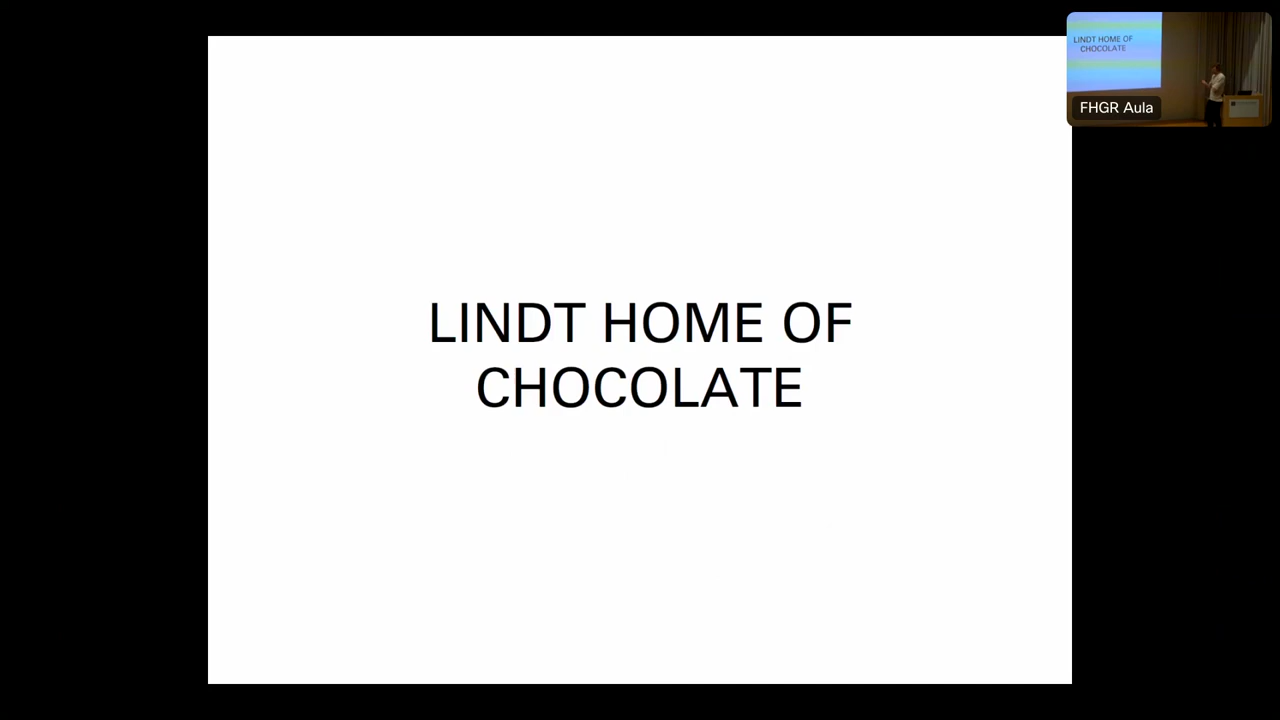 LINDT HOME OF
CHOCOLATE
LINDT HOME OF
CHOCOLATE
FHGR Aula